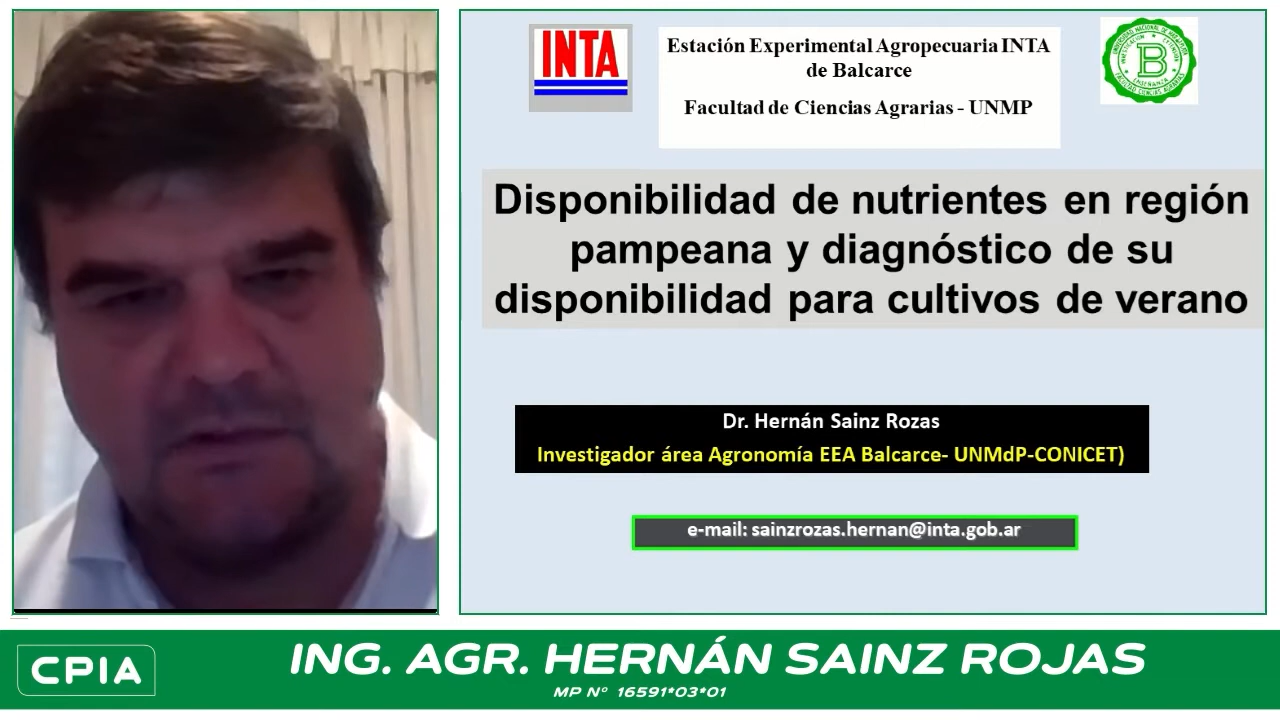 INTA
Estación Experimental Agropecuaria INTA
de Balcarce
Facultad de Ciencias Agrarias - UNMP
B
Disponibilidad de nutrientes en región
pampeana y diagnóstico de su
disponibilidad para cultivos de verano
Dr. Hernán Sainz Rozas
Investigador área Agronomía EEA Balcarce- UNMdP-CONICET)
e-mail: sainzrozas.hernan@inta.gob.ar
CPIA
ING. AGR. HERNÁN SAINZ ROJAS
MP Nº 16591*03*01